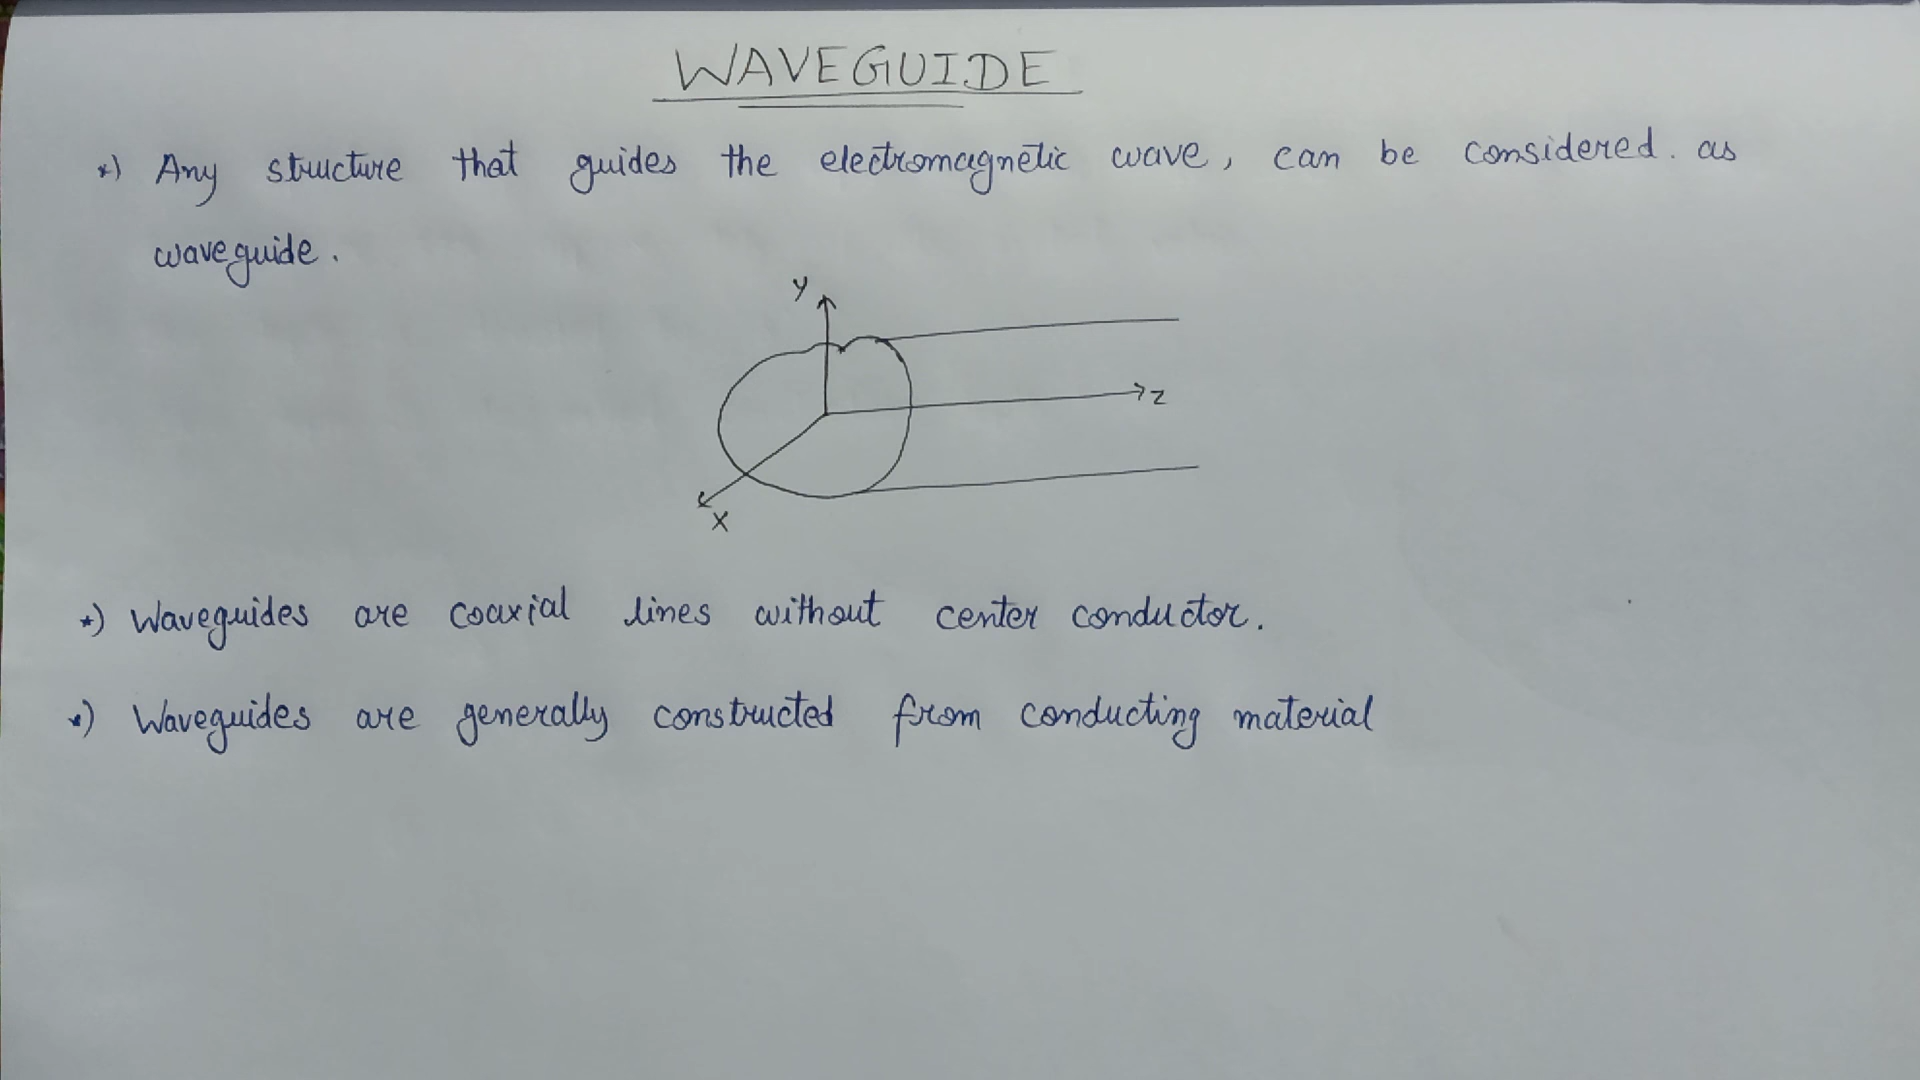 WAVEGUIDE
*) Any structure that guides the electromagnetic wave, can be considered. as
waveguide.
Y
Z
X
*) Waveguides are coaxial lines without center conductor.
*) Waveguides are generally constructed from conducting material